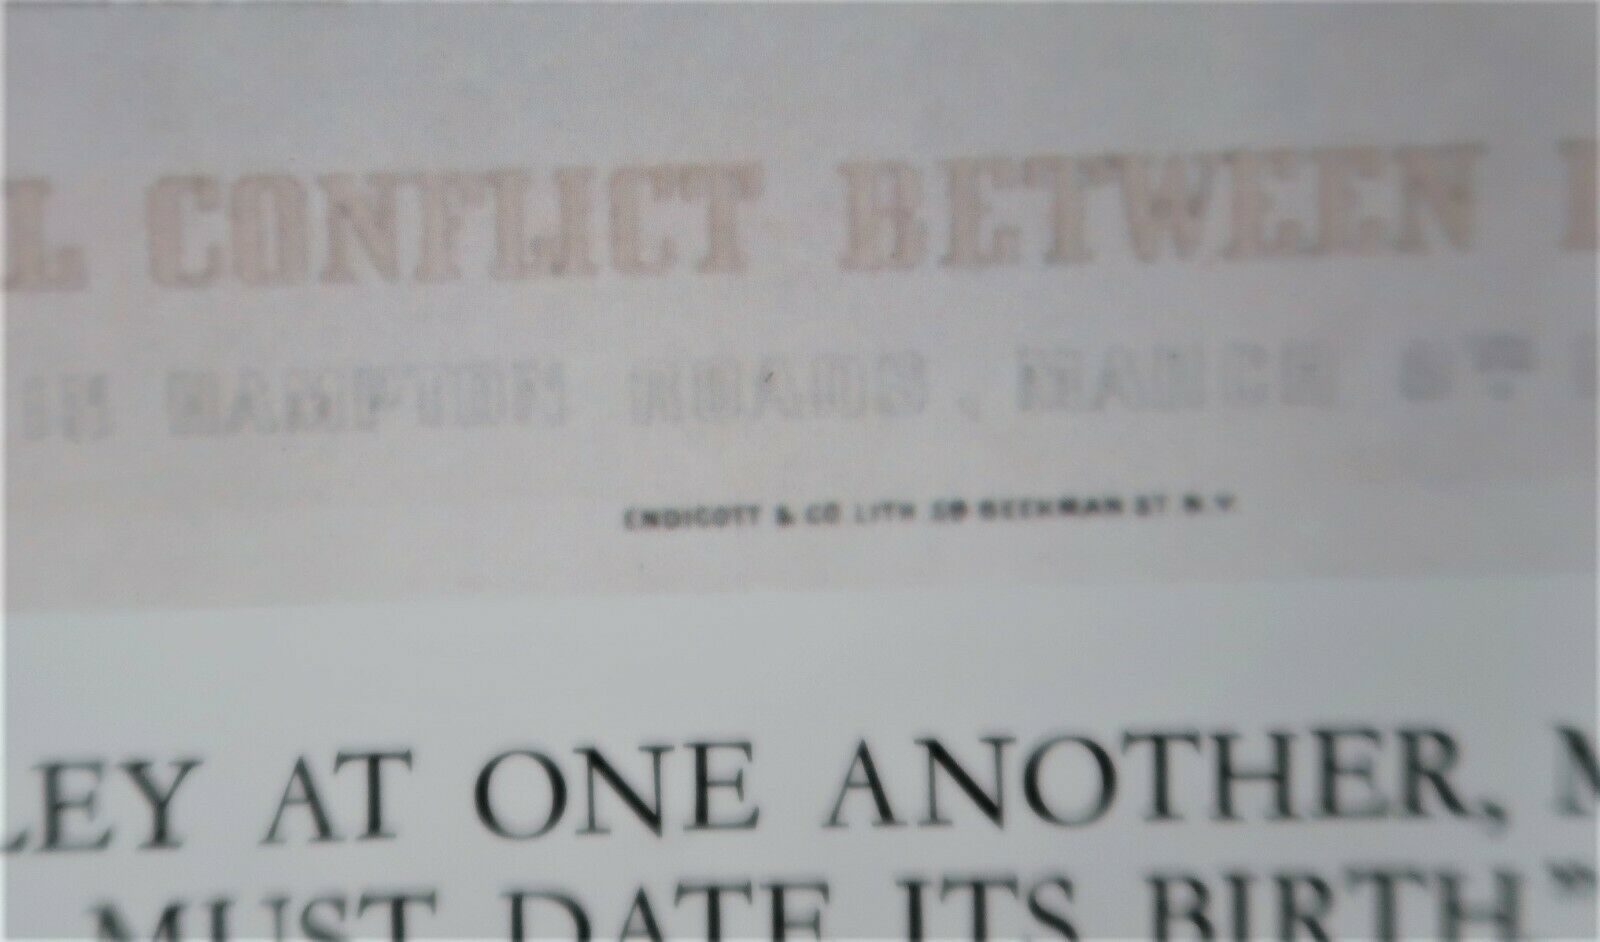 L CONFLICT BETWEEN
IN HAMPTON ROADS, MARCH 9TH
ENDICOTT & CO LITH 59 BEEKMAN ST N.Y.
LEY AT ONE ANOTHER, M
MUST DATE ITS BIRTH"